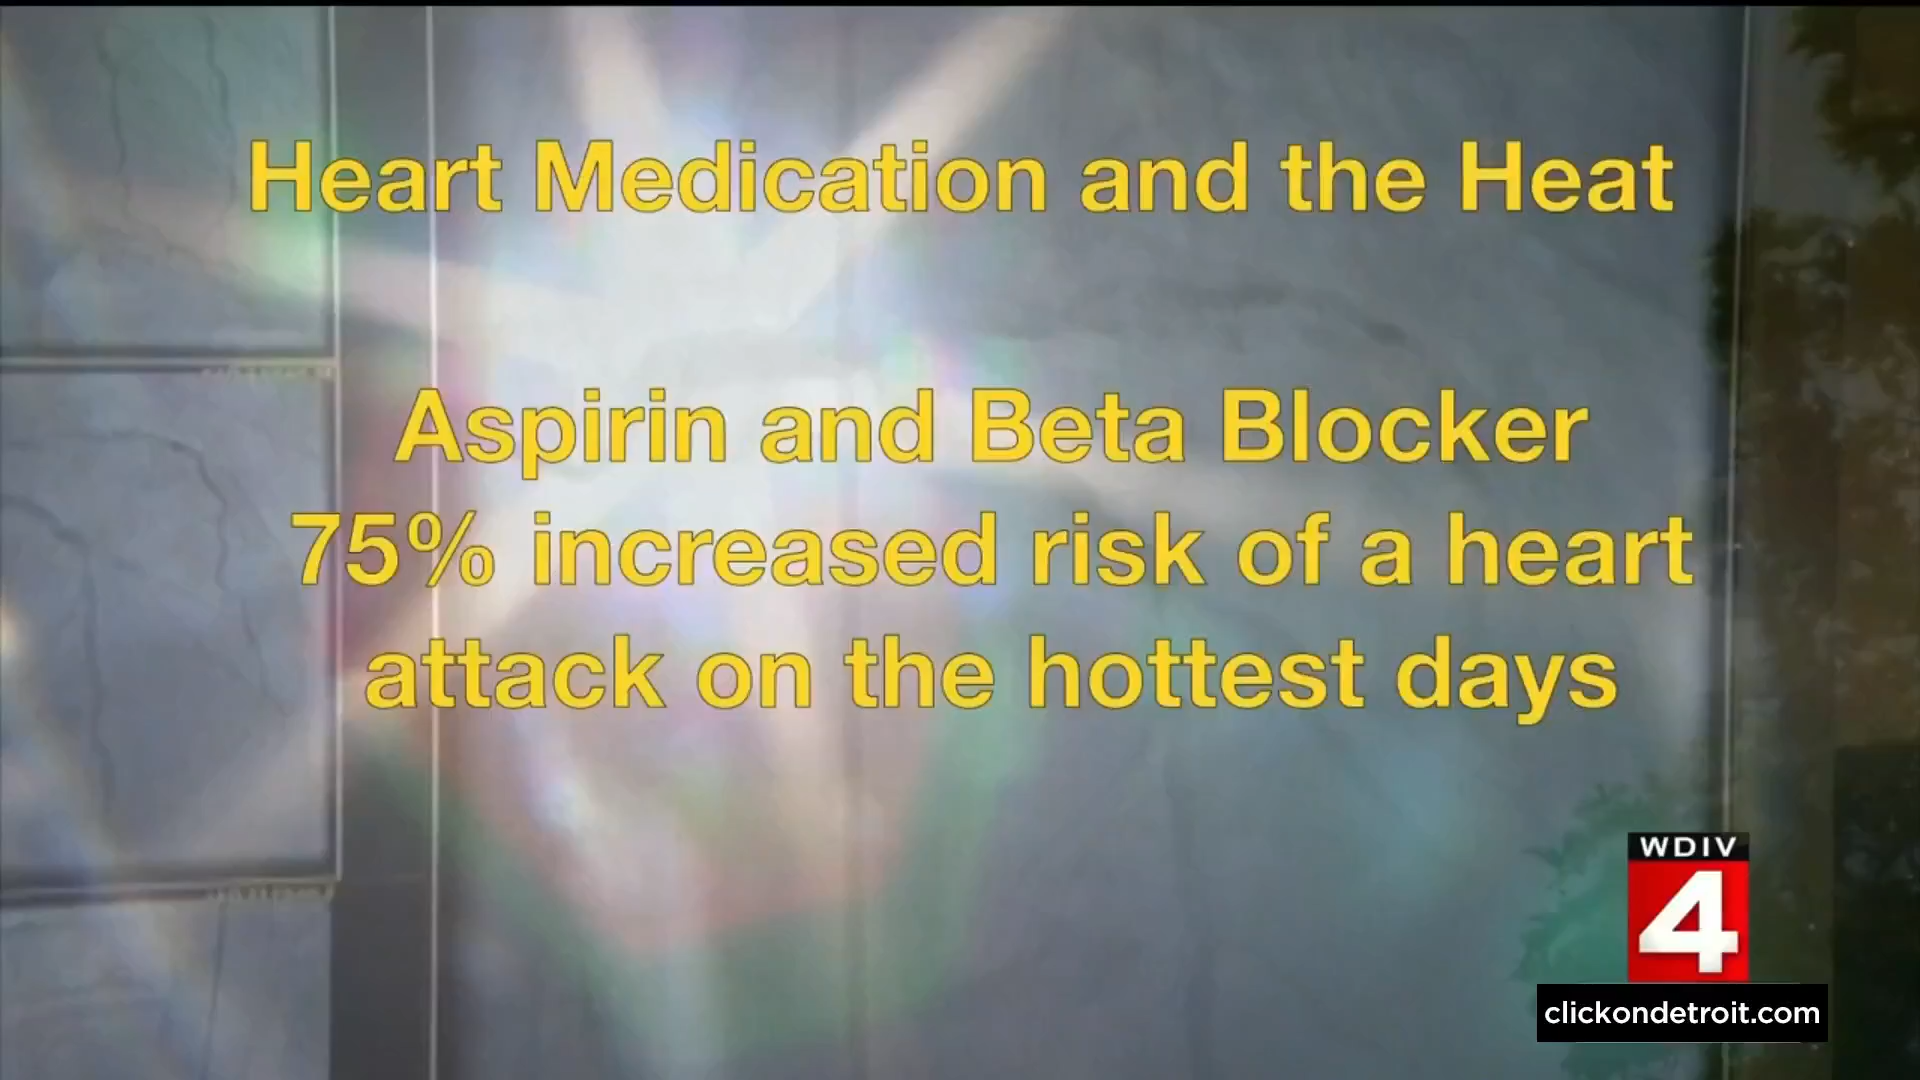 Heart Medication and the Heat
Aspirin and Beta Blocker
75% increased risk of a heart
attack on the hottest days
WDIV
4
clickondetroit.com